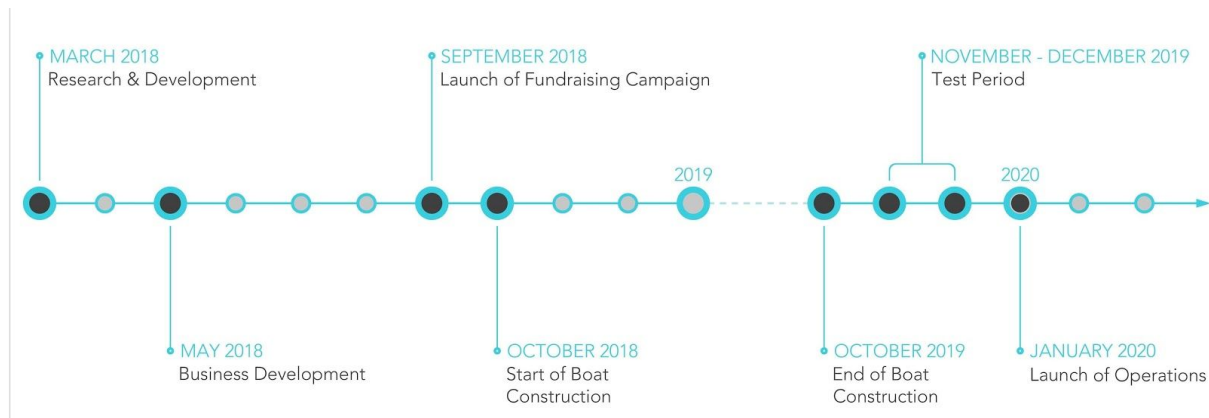 MARCH 2018
Research & Development
SEPTEMBER 2018
Launch of Fundraising Campaign
NOVEMBER - DECEMBER 2019
Test Period
2019
2020
MAY 2018
Business Development
OCTOBER 2018
Start of Boat
Construction
OCTOBER 2019
End of Boat
Construction
JANUARY 2020
Launch of Operations